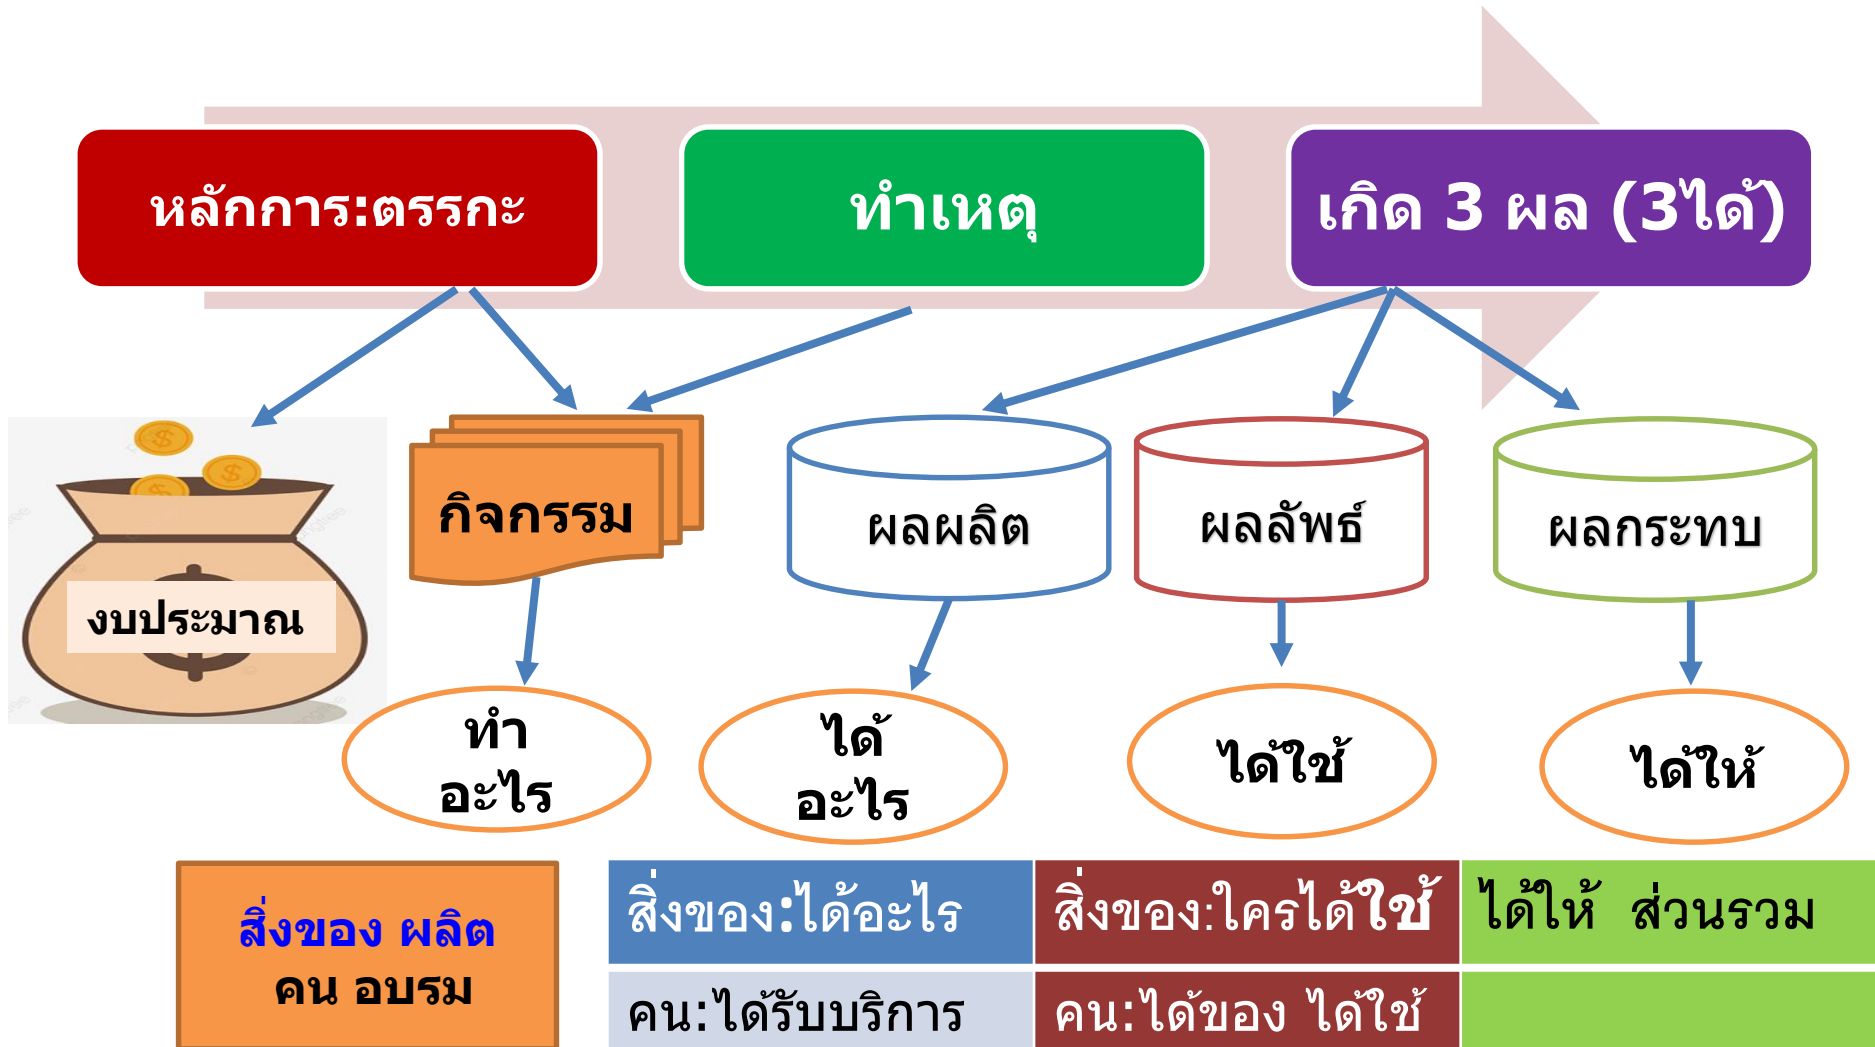 หลักการ:ตรรกะ
ทำเหตุ
เกิด 3 ผล (3ได้)
งบประมาณ
กิจกรรม
ผลผลิต
ผลลัพธ์
ผลกระทบ
ทำ
อะไร
ได้
อะไร
ได้ใช้
ได้ให้
สิ่งของ ผลิต
คน อบรม
สิ่งของ:ได้อะไร
สิ่งของ:ใครได้ใช้
ได้ให้ ส่วนรวม
คน:ได้รับบริการ
คน:ได้ของ ได้ใช้